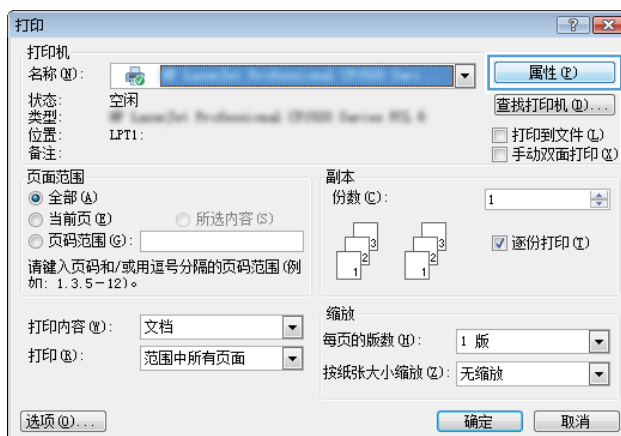 打印
打印机
名称(N):
属性(P)
状态: 空闲
类型:
查找打印机(D)...
位置: LPT1:
打印到文件(L)
备注:
手动双面打印(X)
页面范围
全部(A)
当前页(E) 所选内容(S)
页码范围(G):
请键入页码和/或用逗号分隔的页码范围(例
如: 1.3.5-12)。
副本
份数(C): 1
逐份打印(T)
3
2
1
3
2
1
打印内容(W): 文档
打印(R): 范围中所有页面
缩放
每页的版数(H): 1 版
按纸张大小缩放(Z): 无缩放
选项(O)...
确定 取消